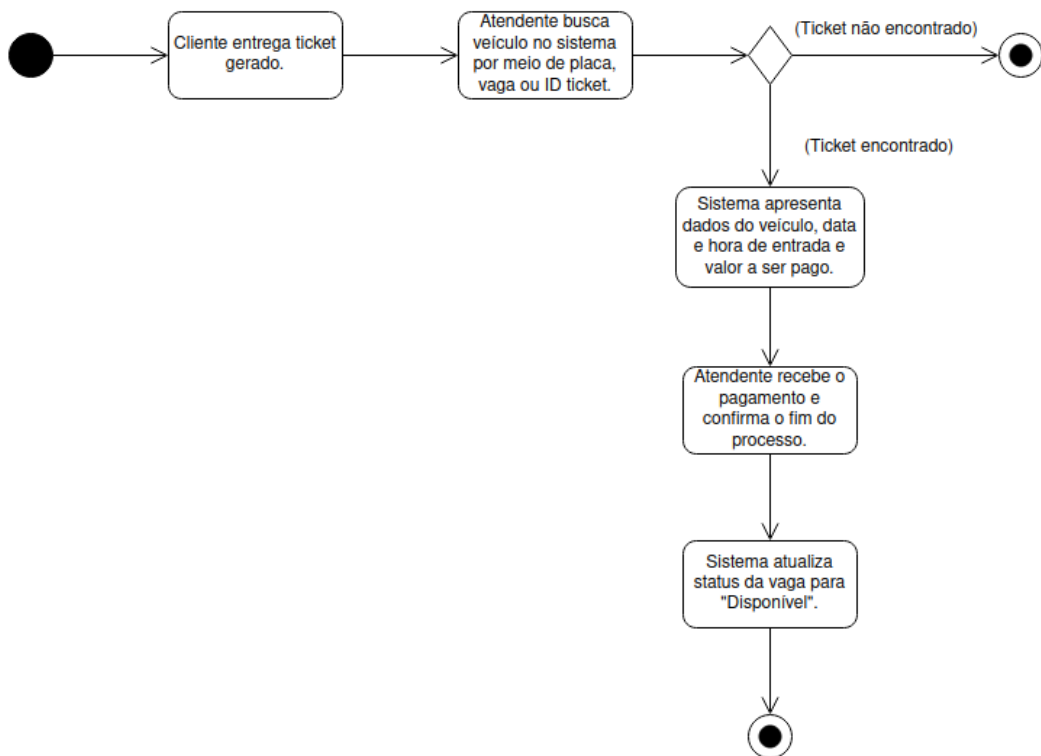 Cliente entrega ticket
gerado.
Atendente busca
veículo no sistema
por meio de placa,
vaga ou ID ticket.
(Ticket não encontrado)
(Ticket encontrado)
Sistema apresenta
dados do veículo, data
e hora de entrada e
valor a ser pago.
Atendente recebe o
pagamento e
confirma o fim do
processo.
Sistema atualiza
status da vaga para
"Disponível".